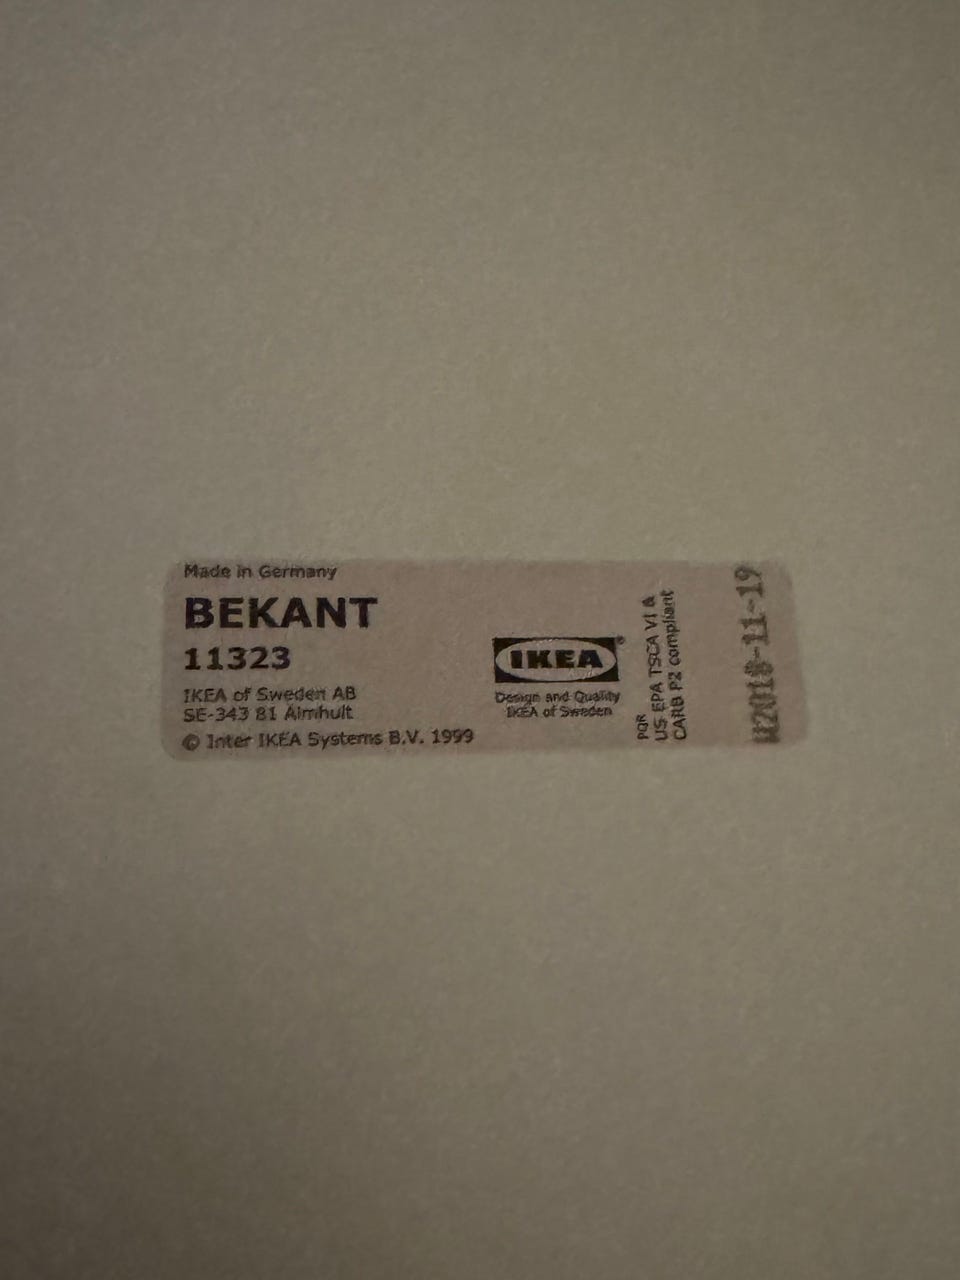 Made in Germany
BEKANT
11323
IKEA of Sweden AB
SE-343 81 Älmhult
© Inter IKEA Systems B.V. 1999
IKEA®
Design and Quality
IKEA of Sweden
PQR
US EPA TSCA VI &
CARB P2 compliant
2018-11-19